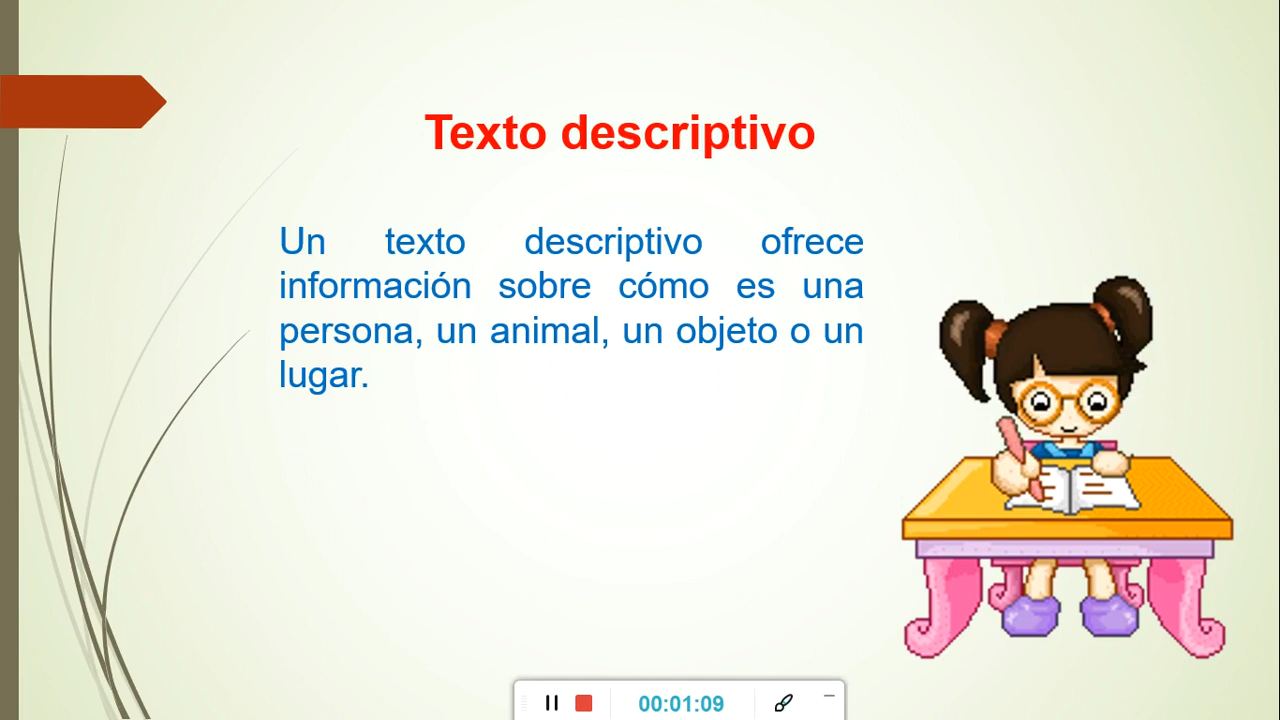 Texto descriptivo
Un texto descriptivo ofrece
información sobre cómo es una
persona, un animal, un objeto o un
lugar.
00:01:09